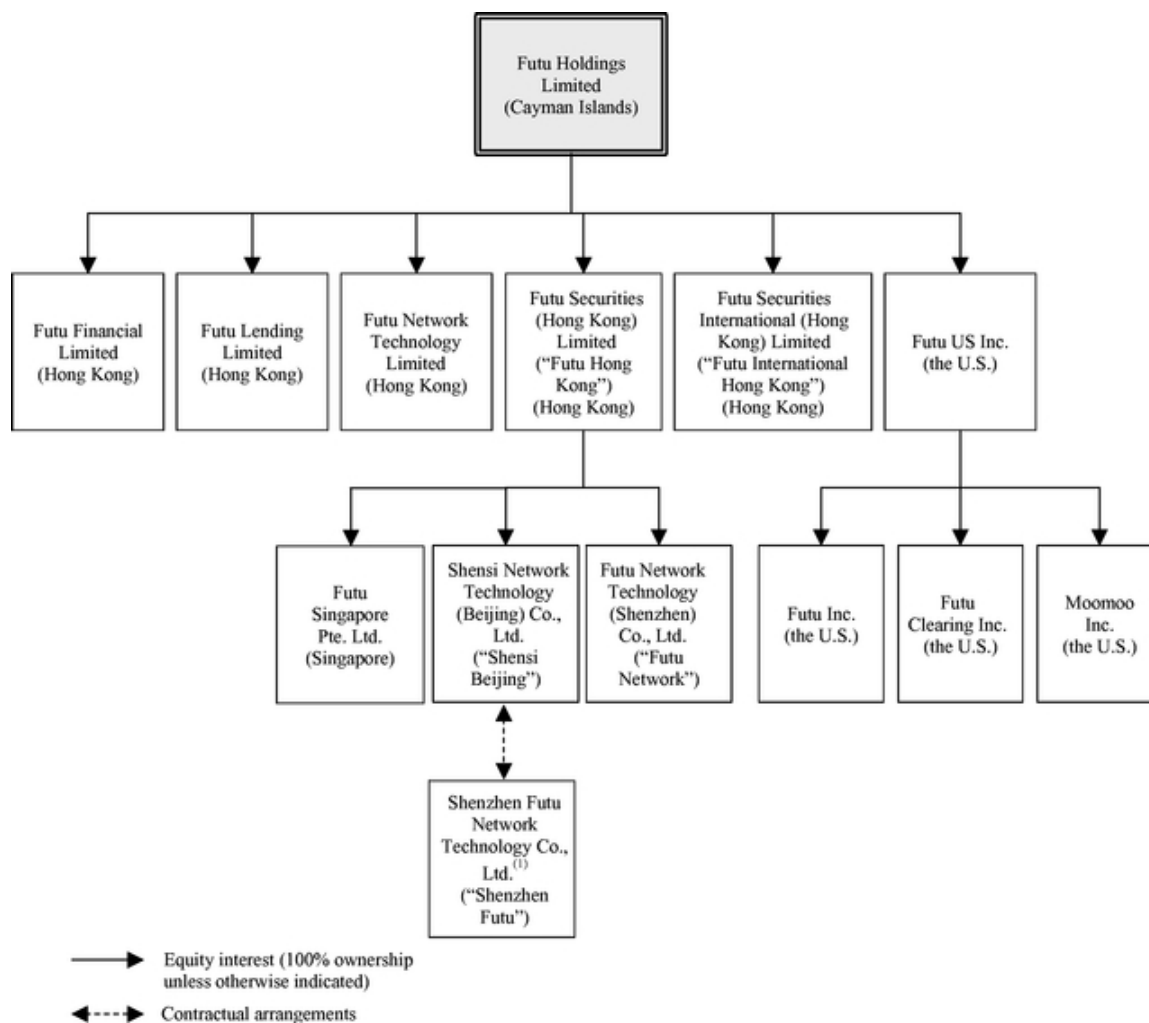 Futu Holdings
Limited
(Cayman Islands)
Futu Financial
Limited
(Hong Kong)
Futu Lending
Limited
(Hong Kong)
Futu Network
Technology
Limited
(Hong Kong)
Futu Securities
(Hong Kong)
Limited
(“Futu Hong
Kong”)
(Hong Kong)
Futu Securities
International (Hong
Kong) Limited
(“Futu International
Hong Kong”)
(Hong Kong)
Futu US Inc.
(the U.S.)
Futu
Singapore
Pte. Ltd.
(Singapore)
Shensi Network
Technology
(Beijing) Co.,
Ltd.
(“Shensi
Beijing”)
Futu Network
Technology
(Shenzhen)
Co., Ltd.
(“Futu
Network”)
Futu Inc.
(the U.S.)
Futu
Clearing Inc.
(the U.S.)
Moomoo
Inc.
(the U.S.)
Shenzhen Futu
Network
Technology Co.,
Ltd.(1)
(“Shenzhen
Futu”)
Equity interest (100% ownership
unless otherwise indicated)
Contractual arrangements